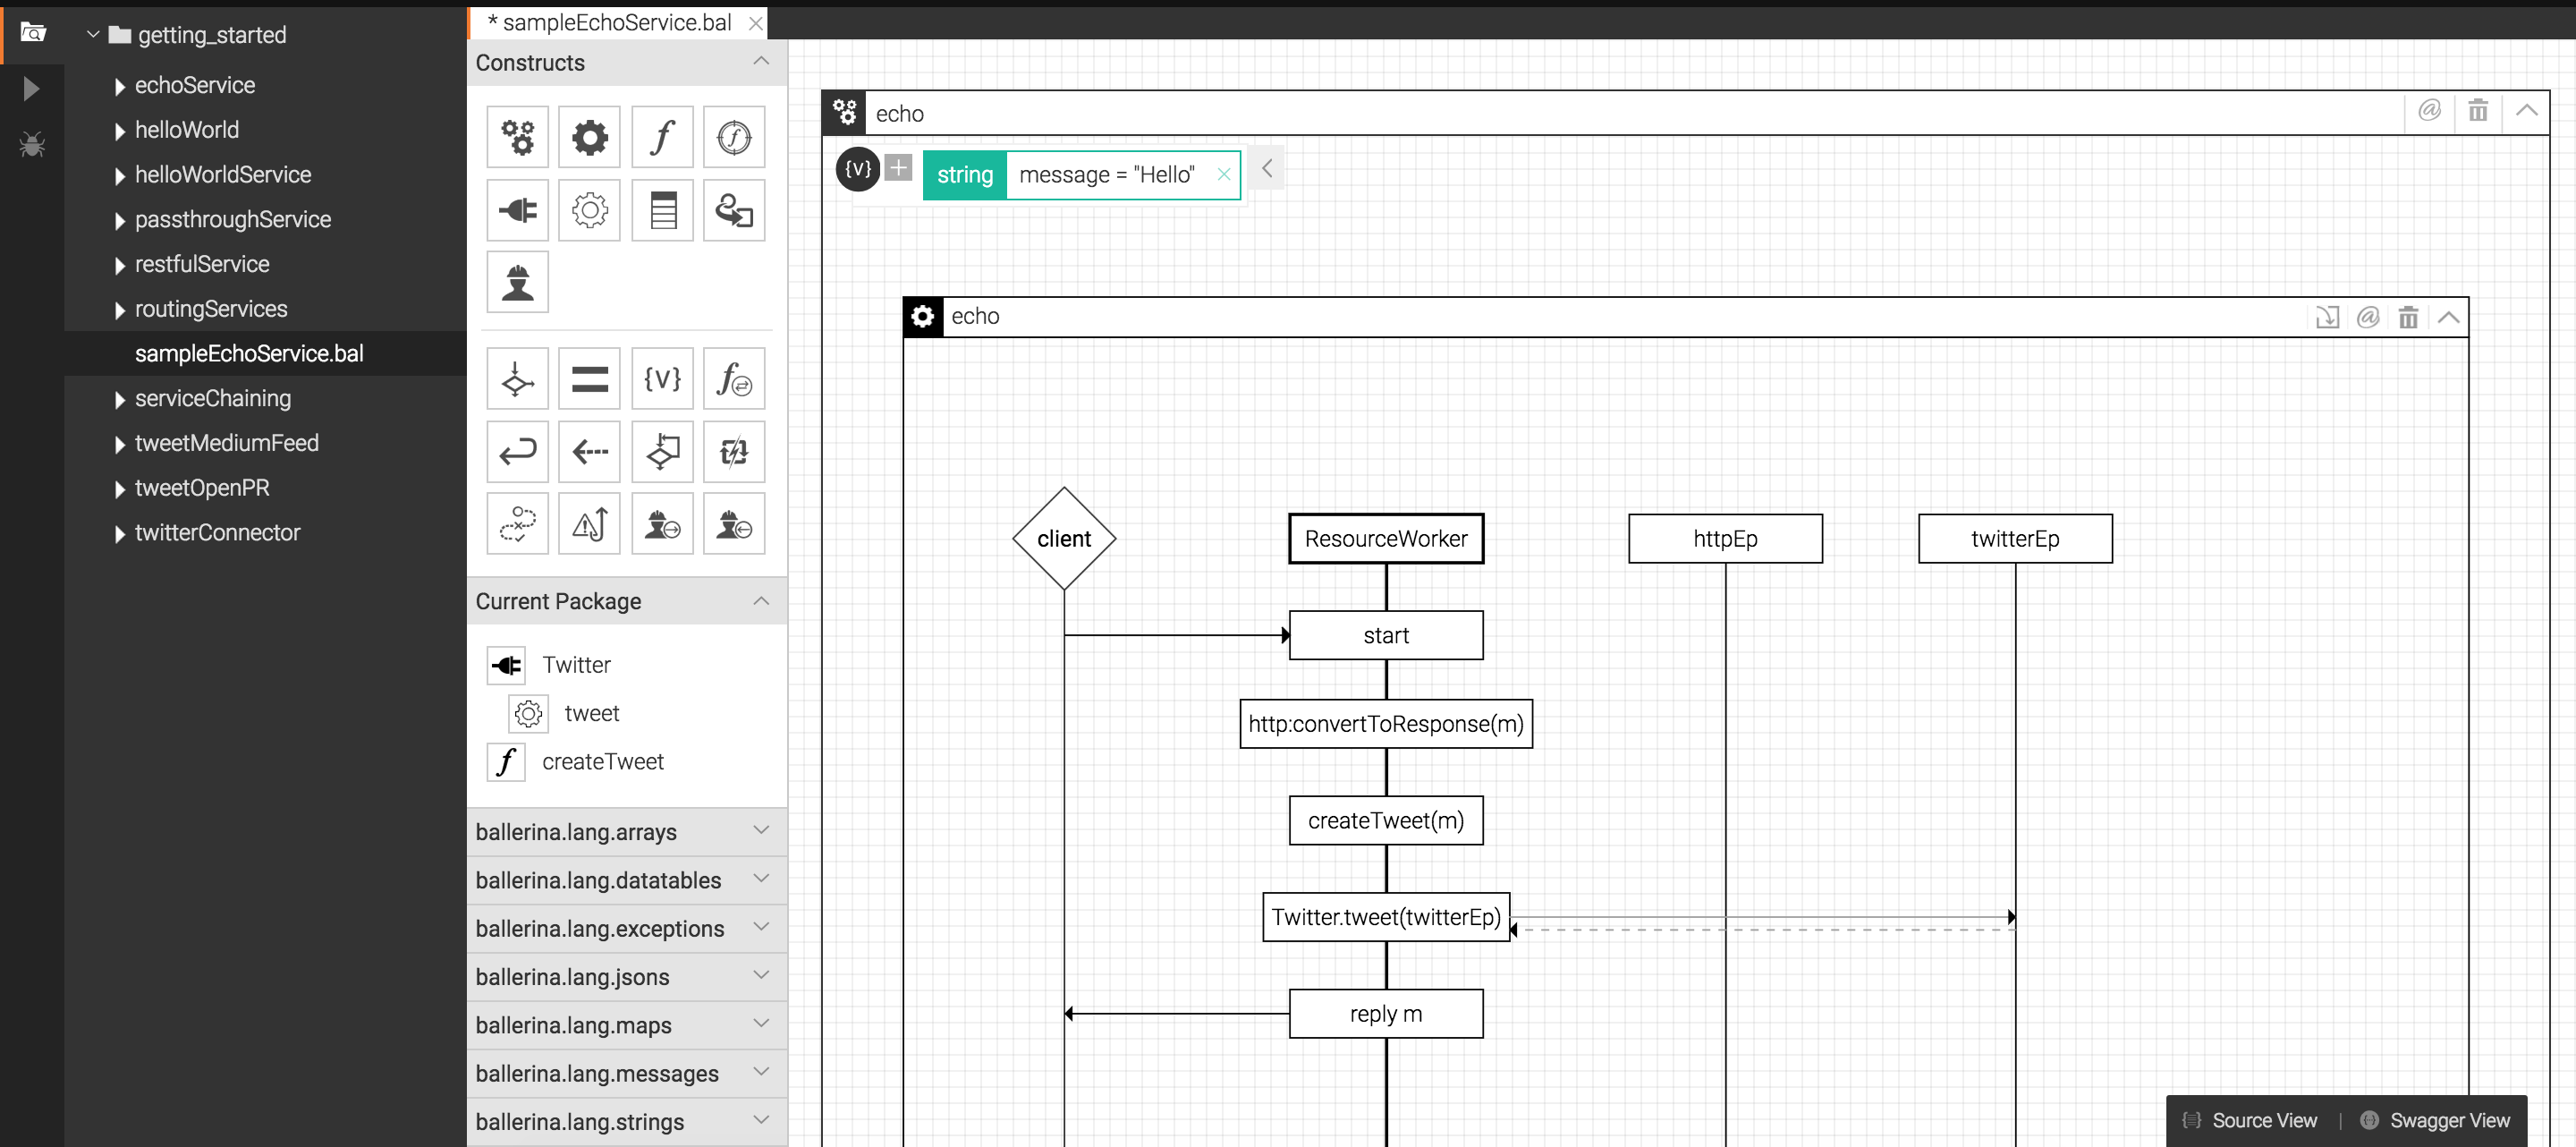 getting_started
echoService
helloWorld
helloWorldService
passthroughService
restfulService
routingServices
sampleEchoService.bal
serviceChaining
tweetMediumFeed
tweetOpenPR
twitterConnector
* sampleEchoService.bal
Constructs
{V}
Current Package
Twitter
tweet
createTweet
ballerina.lang.arrays
ballerina.lang.datatables
ballerina.lang.exceptions
ballerina.lang.jsons
ballerina.lang.maps
ballerina.lang.messages
ballerina.lang.strings
echo
{V}
string message = "Hello"
echo
client
ResourceWorker
httpEp
twitterEp
start
http:convertToResponse(m)
createTweet(m)
Twitter.tweet(twitterEp)
reply m
Source View | Swagger View